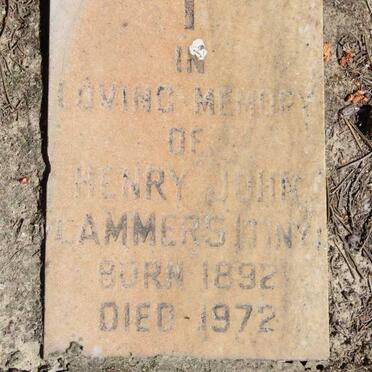 IN
LOVING MEMORY
OF
HENRY JOHN
LAMMERS (TINY)
BORN 1892
DIED 1972